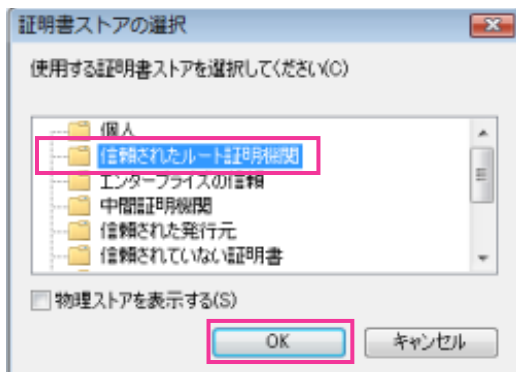 証明書ストアの選択
使用する証明書ストアを選択してください(C)
個人
信頼されたルート証明機関
エンタープライズの信頼
中間証明機関
信頼された発行元
信頼されていない証明書
物理ストアを表示する(S)
OK
キャンセル